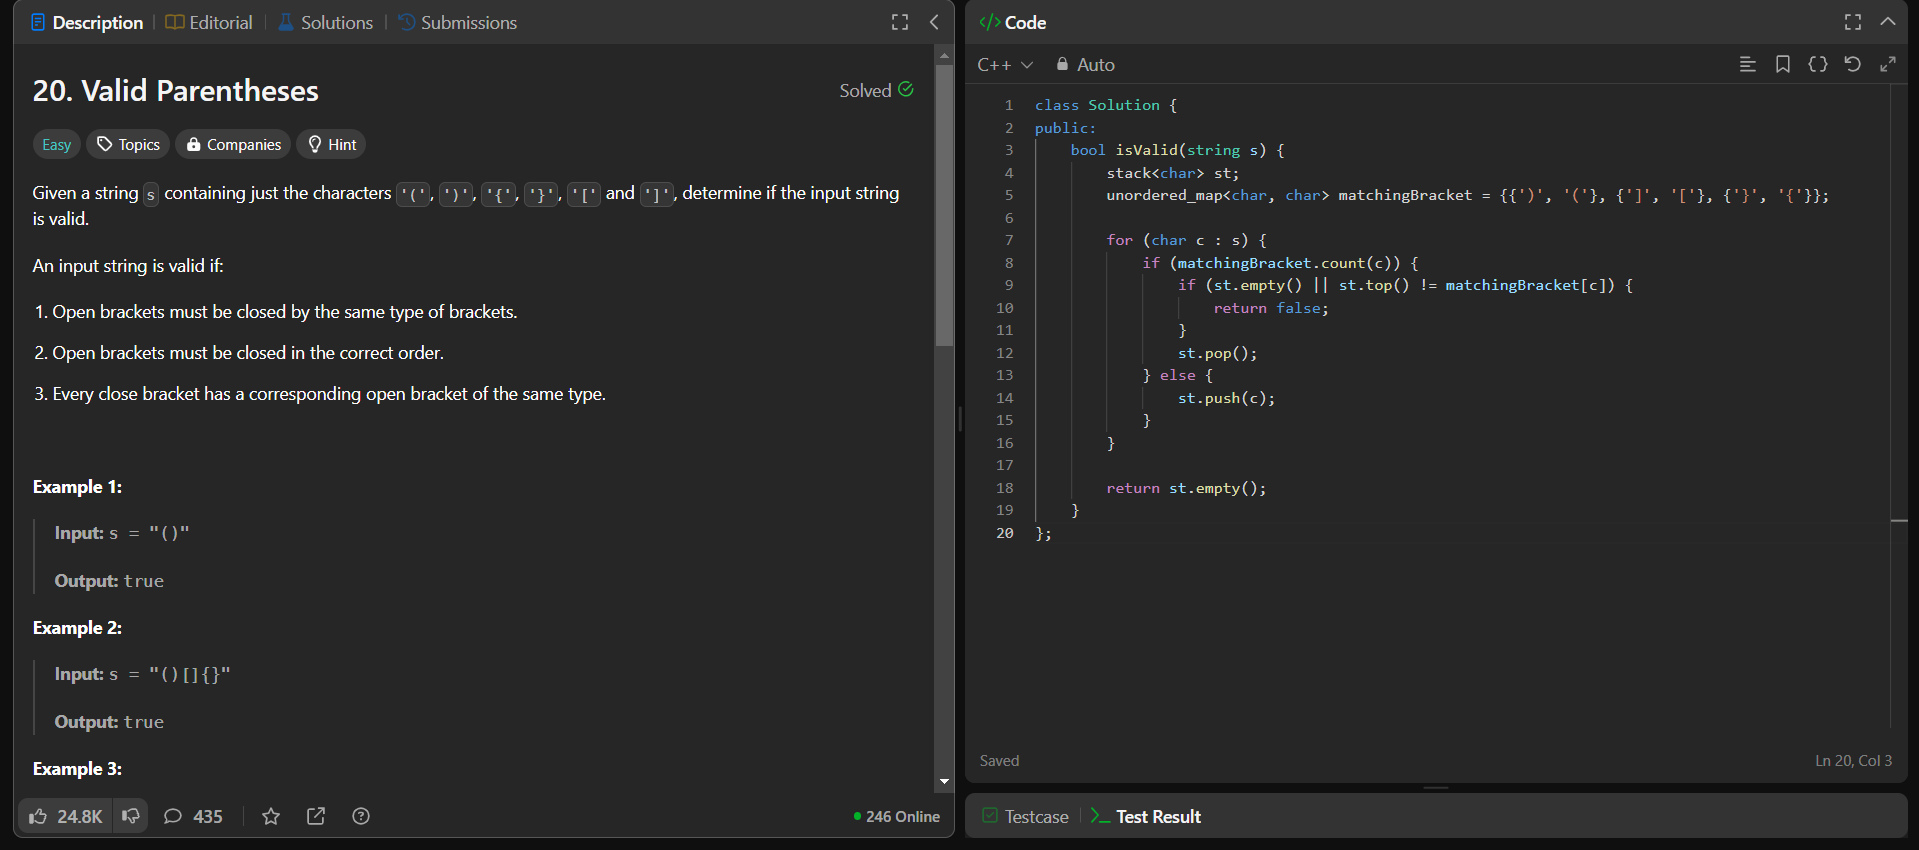 Description | Editorial | Solutions | Submissions
20. Valid Parentheses
Solved
Easy Topics Companies Hint
Given a string s containing just the characters '(', ')', '{', '}', '[' and ']', determine if the input string
is valid.
An input string is valid if:
1. Open brackets must be closed by the same type of brackets.
2. Open brackets must be closed in the correct order.
3. Every close bracket has a corresponding open bracket of the same type.
Example 1:
Input: s = "()"
Output: true
Example 2:
Input: s = "()[]{}"
Output: true
Example 3:
24.8K 435
246 Online
</> Code
C++ Auto
1 class Solution {
2 public:
3     bool isValid(string s) {
4         stack<char> st;
5         unordered_map<char, char> matchingBracket = {{')', '('}, {']', '['}, {'}', '{'}};
6
7         for (char c : s) {
8             if (matchingBracket.count(c)) {
9                 if (st.empty() || st.top() != matchingBracket[c]) {
10                     return false;
11                 }
12                 st.pop();
13             } else {
14                 st.push(c);
15             }
16         }
17
18         return st.empty();
19     }
20 };
Saved
Ln 20, Col 3
Testcase | >_ Test Result